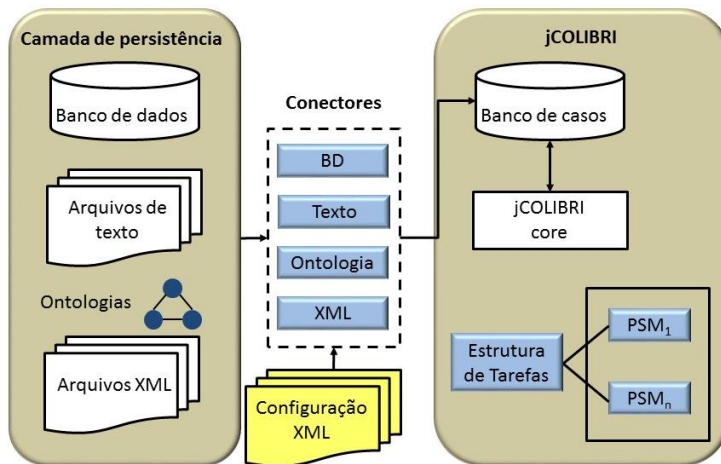 Camada de persistência
Banco de dados
Arquivos de
texto
Ontologias
Arquivos XML
Conectores
BD
Texto
Ontologia
XML
Configuração
XML
jCOLIBRI
Banco de casos
jCOLIBRI
core
Estrutura
de Tarefas
PSM₁
PSMₙ